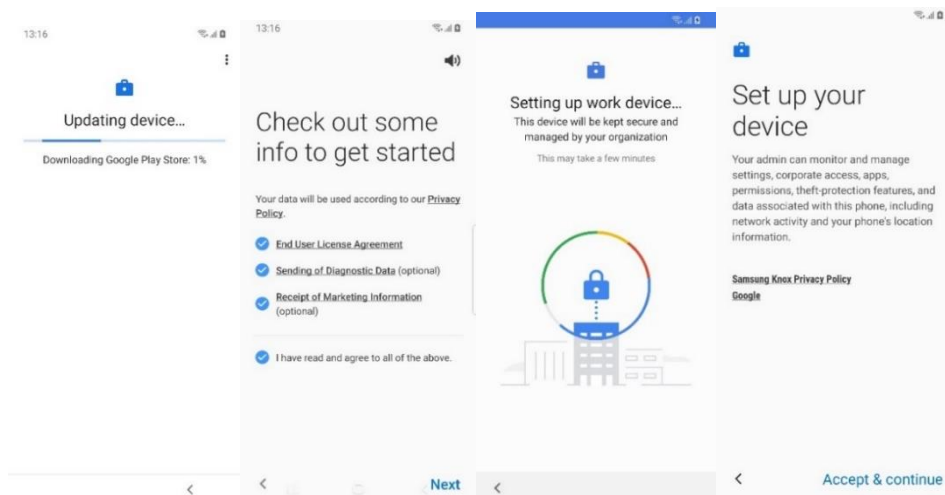 13:16
Updating device...
Downloading Google Play Store: 1%
13:16
Check out some
info to get started
Your data will be used according to our Privacy
Policy.
End User License Agreement
Sending of Diagnostic Data (optional)
Receipt of Marketing Information
(optional)
I have read and agree to all of the above.
Next
Setting up work device...
This device will be kept secure and
managed by your organization
This may take a few minutes
Set up your
device
Your admin can monitor and manage
settings, corporate access, apps,
permissions, theft-protection features, and
data associated with this phone, including
network activity and your phone's location
information.
Samsung Knox Privacy Policy
Google
Accept & continue